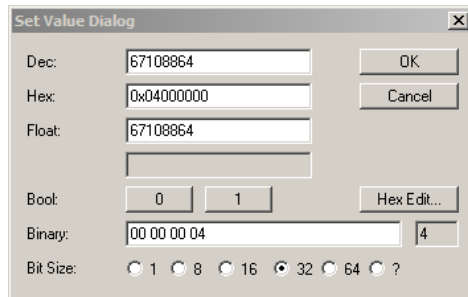 Set Value Dialog
Dec: 67108864 OK
Hex: 0x04000000 Cancel
Float: 67108864
Bool: 0 1 Hex Edit...
Binary: 00 00 00 04 4
Bit Size: 1 8 16 32 64 ?